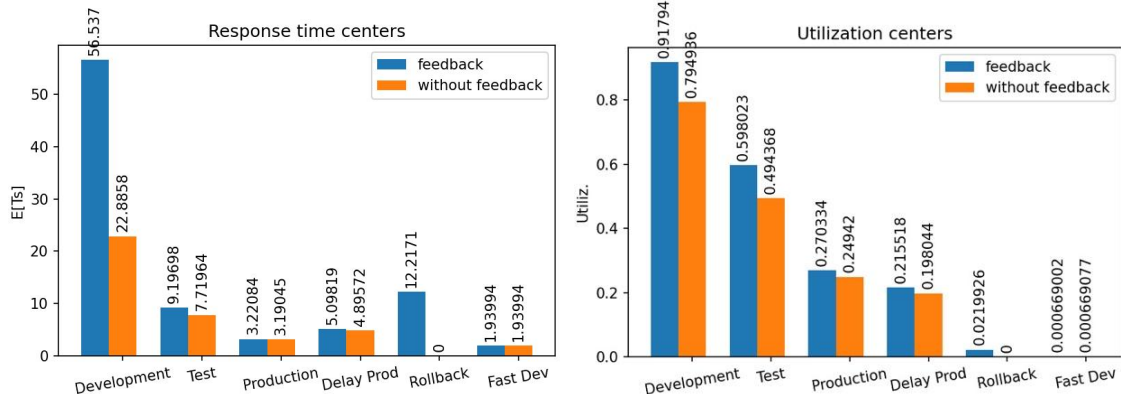 Response time centers
E[Ts]
50
40
30
20
10
0
feedback
without feedback
56.537
22.8858
9.19698
7.71964
3.22084
3.19045
5.09819
4.89572
12.2171
0
1.93994
1.93994
Development
Test
Production
Delay Prod
Rollback
Fast Dev
Utilization centers
Utiliz.
0.8
0.6
0.4
0.2
0.0
feedback
without feedback
0.91794
0.794936
0.598023
0.494368
0.270334
0.24942
0.215518
0.198044
0.0219926
0
0.000669002
0.000669077
Development
Test
Production
Delay Prod
Rollback
Fast Dev